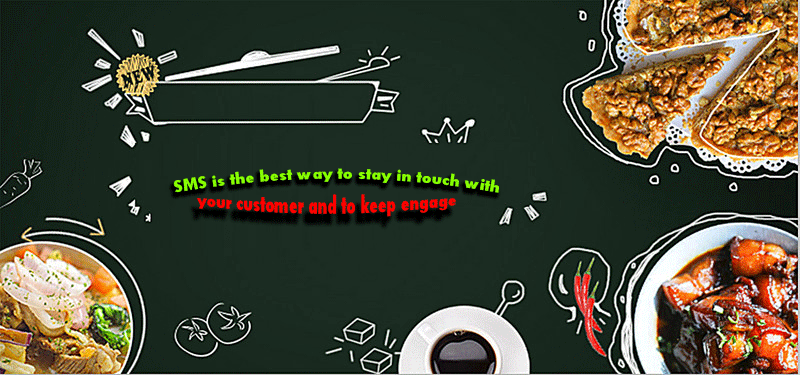 NEW
SMS is the best way to stay in touch with
your customer and to keep engage